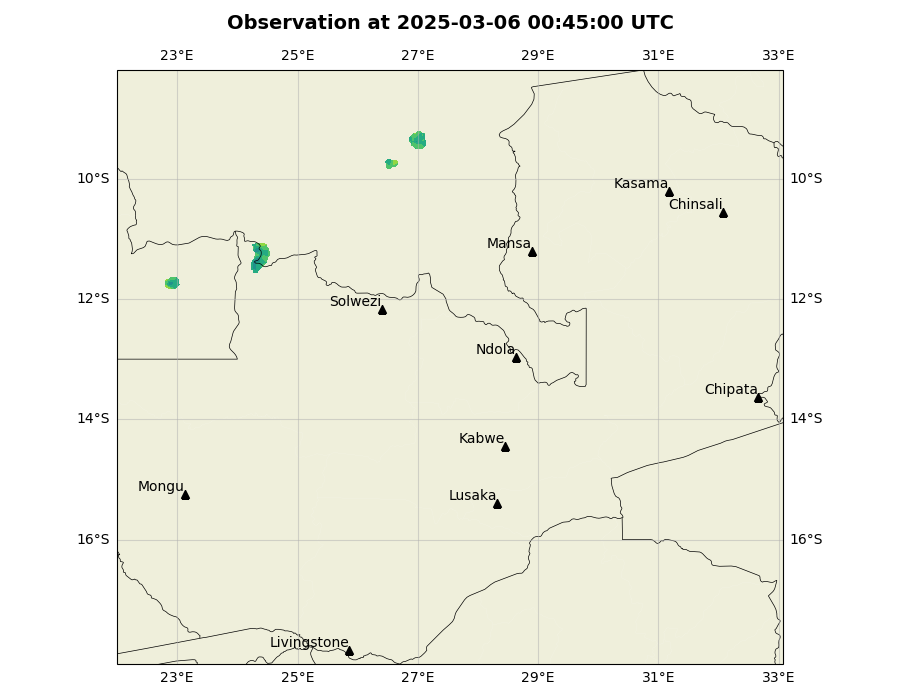 Observation at 2025-03-06 00:45:00 UTC
23°E 25°E 27°E 29°E 31°E 33°E
10°S 10°S
Kasama
Chinsali
Mansa
12°S 12°S
Solwezi
Ndola
Chipata
14°S 14°S
Kabwe
Mongu
Lusaka
16°S 16°S
Livingstone
23°E 25°E 27°E 29°E 31°E 33°E